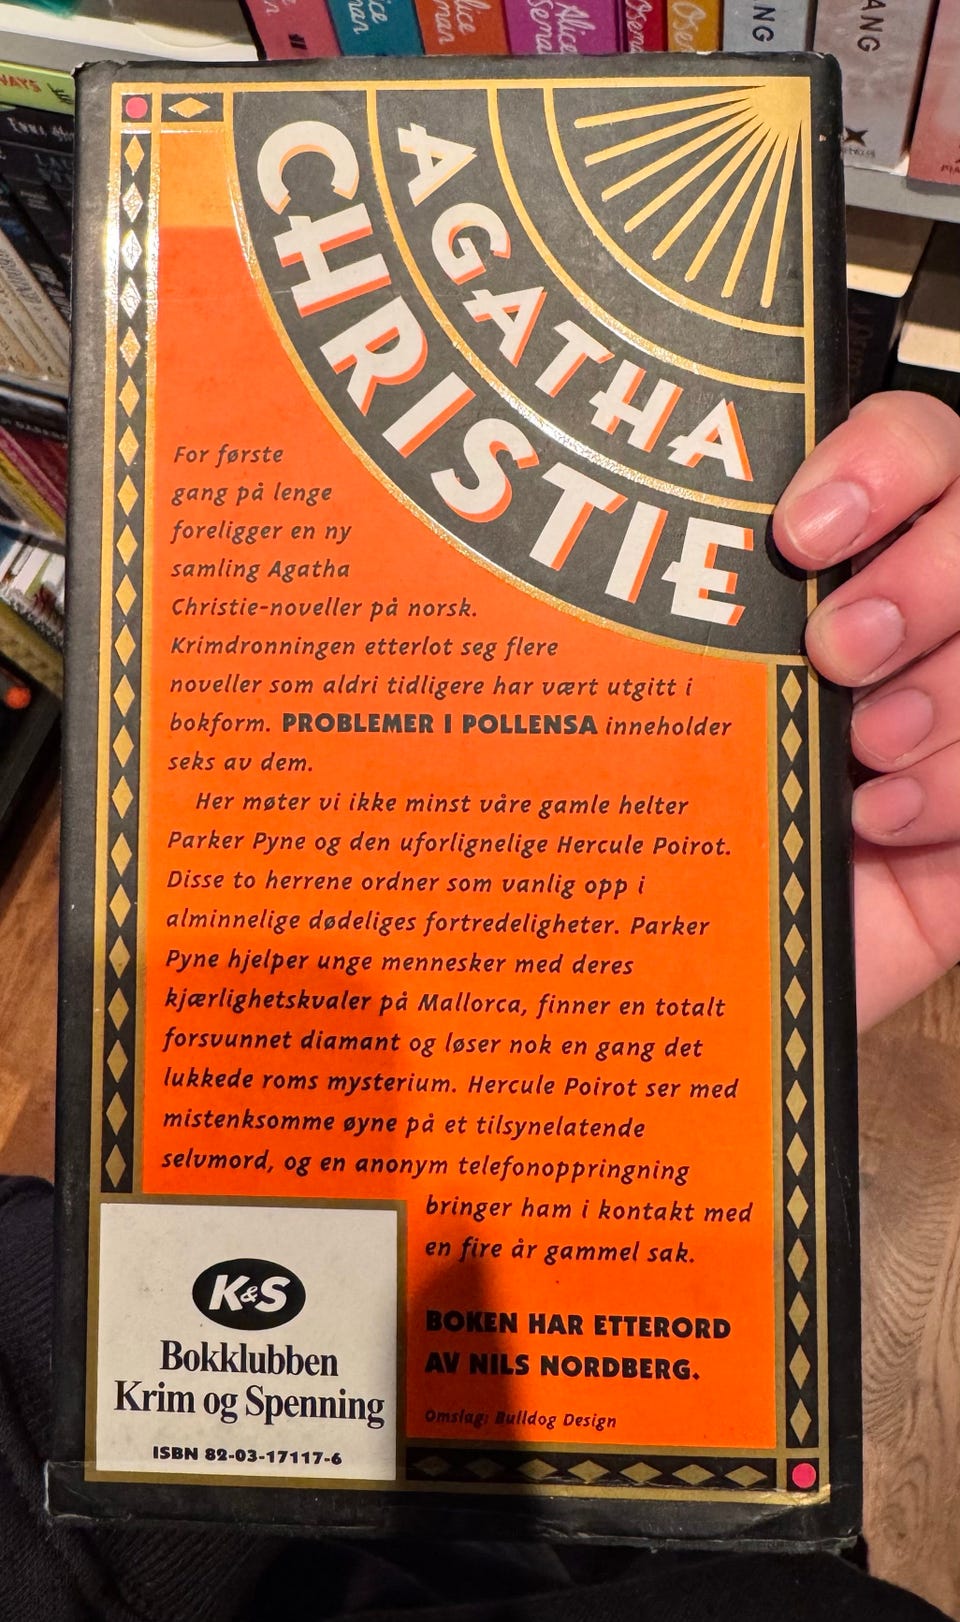 Alice
Oseman
ANG
AGATHA
CHRISTIE
For første
gang på lenge
foreligger en ny
samling Agatha
Christie-noveller på norsk.
Krimdronningen etterlot seg flere
noveller som aldri tidligere har vært utgitt i
bokform. PROBLEMER I POLLENSA inneholder
seks av dem.
Her møter vi ikke minst våre gamle helter
Parker Pyne og den uforlignelige Hercule Poirot.
Disse to herrene ordner som vanlig opp i
alminnelige dødeliges fortredeligheter. Parker
Pyne hjelper unge mennesker med deres
kjærlighetskvaler på Mallorca, finner en totalt
forsvunnet diamant og løser nok en gang det
lukkede roms mysterium. Hercule Poirot ser med
mistenksomme øyne på et tilsynelatende
selvmord, og en anonym telefonoppringning
bringer ham i kontakt med
en fire år gammel sak.
BOKEN HAR ETTERORD
AV NILS NORDBERG.
Omslag: Bulldog Design
K&S
Bokklubben
Krim og Spenning
ISBN 82-03-17117-6